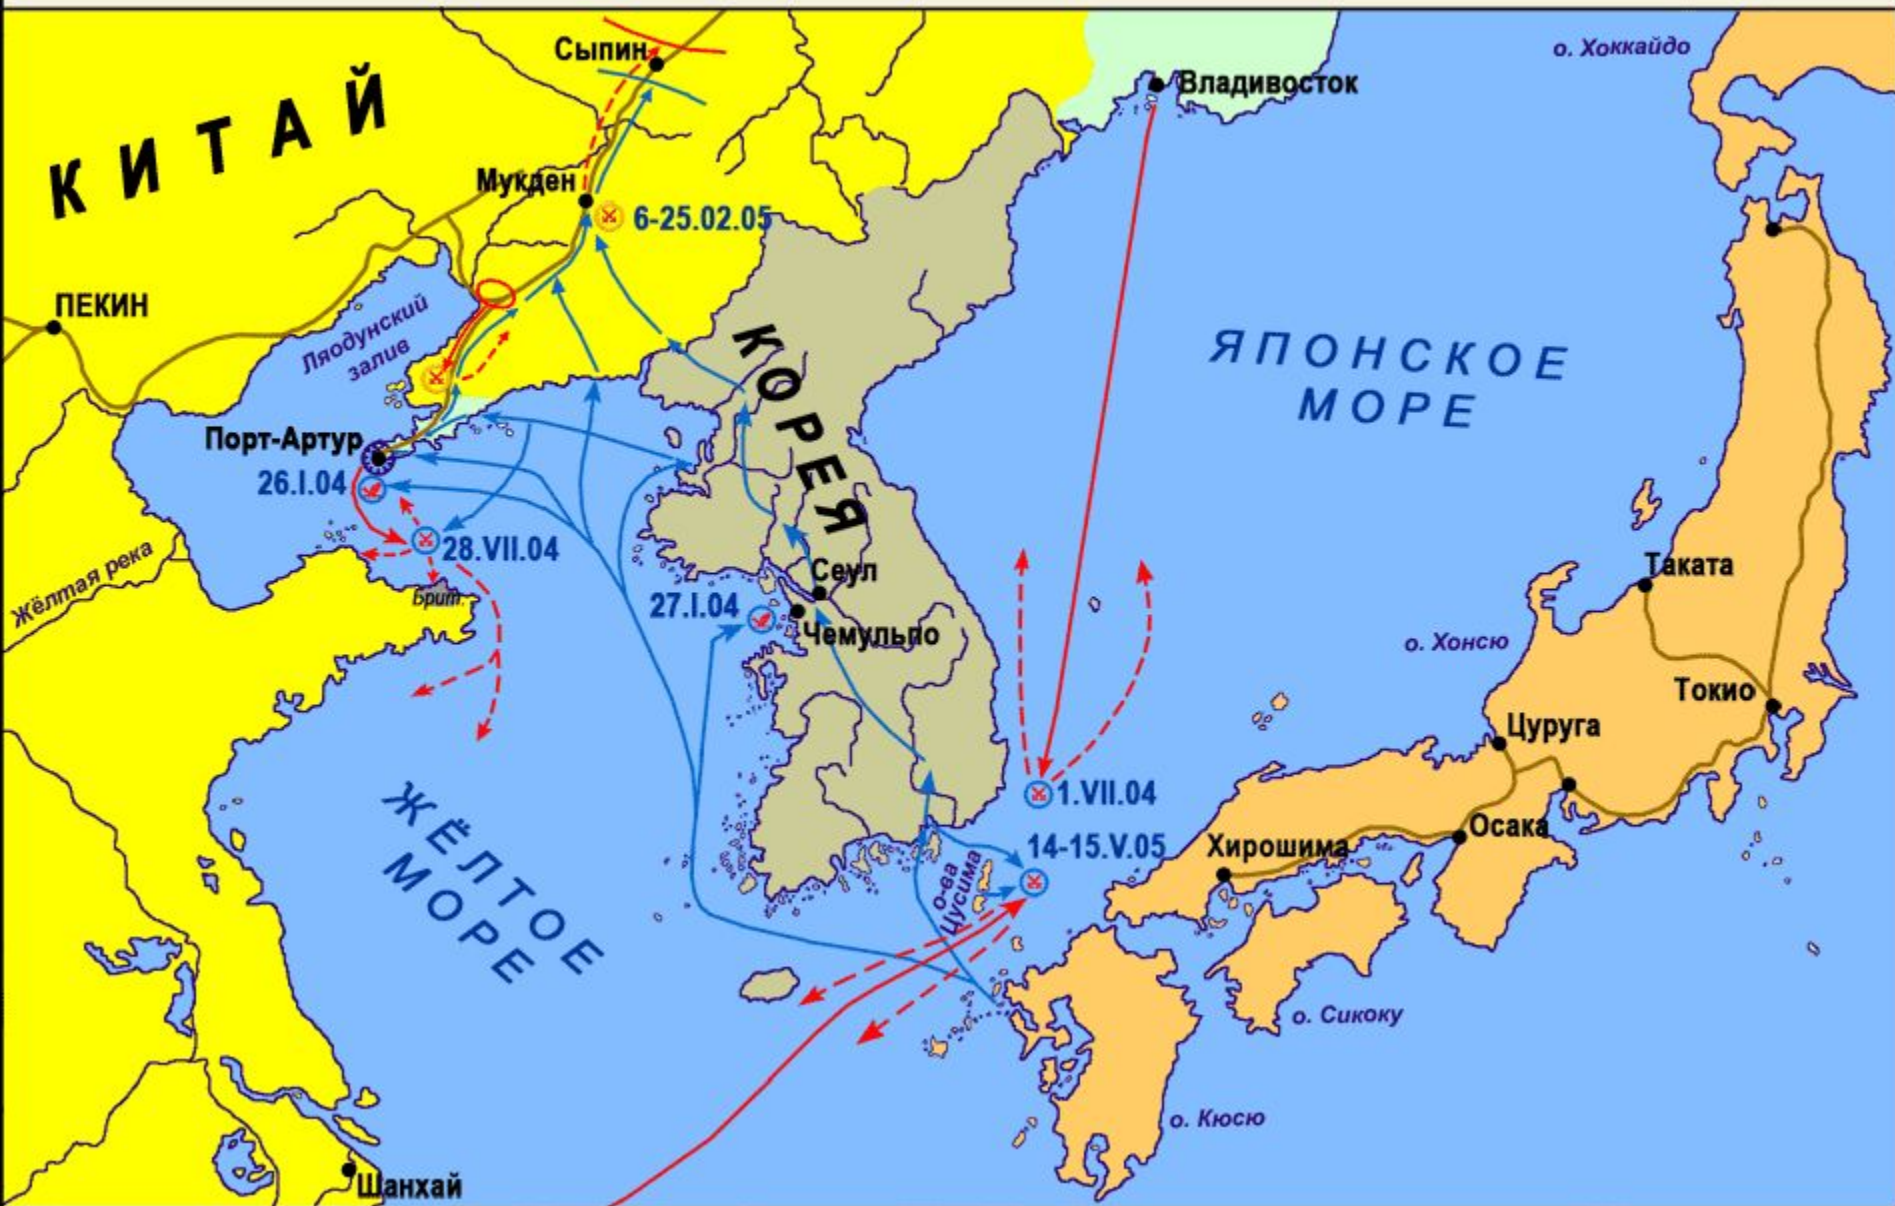 о. Хоккайдо
Сыпин
Владивосток
КИТАЙ
Мукден
6-25.02.05
ПЕКИН
Ляодунский
залив
КОРЕЯ
ЯПОНСКОЕ
МОРЕ
Порт-Артур
26.I.04
28.VII.04
Жёлтая река
Брит.
Сеул
27.I.04
Чемульпо
Таката
о. Хонсю
Токио
Цуруга
1.VII.04
14-15.V.05
Хирошима
Осака
о-ва
Цусима
ЖЁЛТОЕ
МОРЕ
о. Сикоку
о. Кюсю
Шанхай